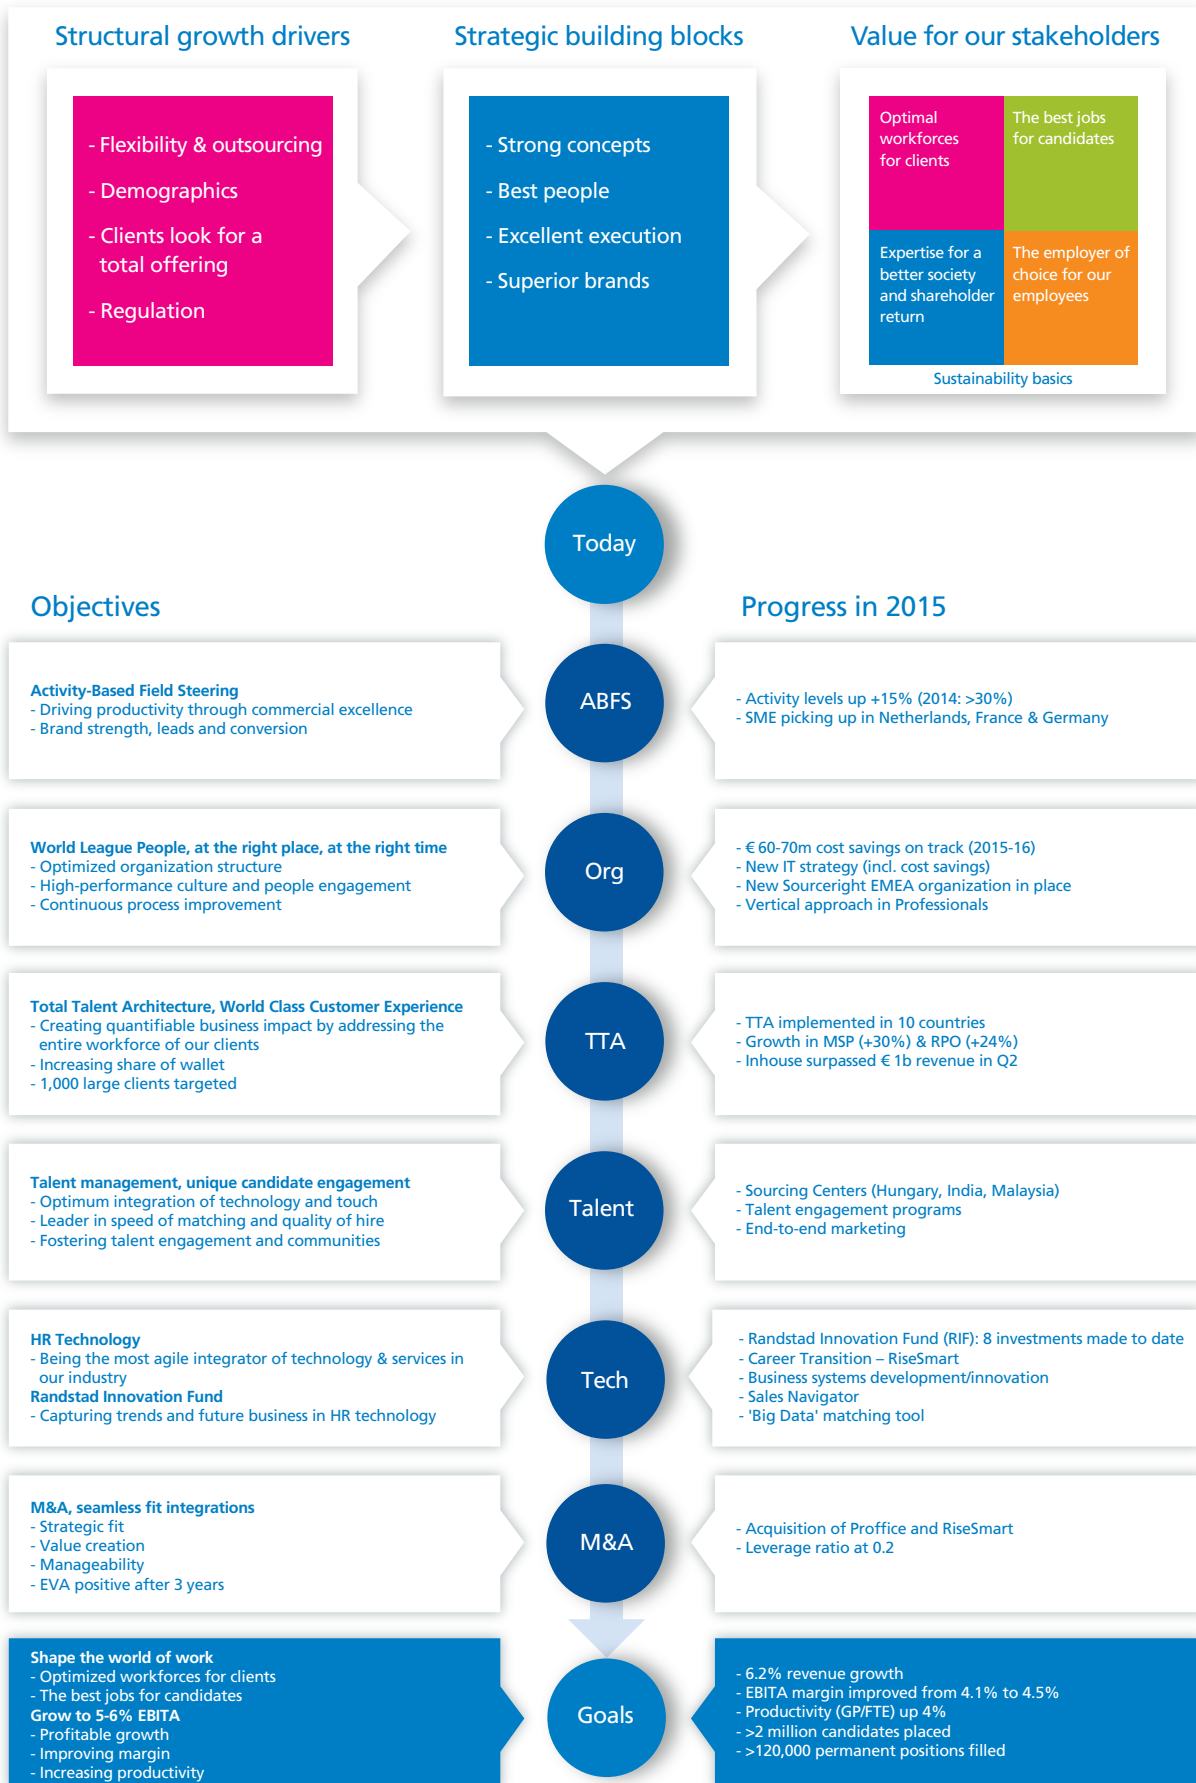 Structural growth drivers
- Flexibility & outsourcing
- Demographics
- Clients look for a
total offering
- Regulation
Strategic building blocks
- Strong concepts
- Best people
- Excellent execution
- Superior brands
Value for our stakeholders
Optimal
workforces
for clients
The best jobs
for candidates
Expertise for a
better society
and shareholder
return
The employer of
choice for our
employees
Sustainability basics
Today
Objectives
Progress in 2015
Activity-Based Field Steering
- Driving productivity through commercial excellence
- Brand strength, leads and conversion
ABFS
- Activity levels up +15% (2014: >30%)
- SME picking up in Netherlands, France & Germany
World League People, at the right place, at the right time
- Optimized organization structure
- High-performance culture and people engagement
- Continuous process improvement
Org
- € 60-70m cost savings on track (2015-16)
- New IT strategy (incl. cost savings)
- New Sourceright EMEA organization in place
- Vertical approach in Professionals
Total Talent Architecture, World Class Customer Experience
- Creating quantifiable business impact by addressing the
entire workforce of our clients
- Increasing share of wallet
- 1,000 large clients targeted
TTA
- TTA implemented in 10 countries
- Growth in MSP (+30%) & RPO (+24%)
- Inhouse surpassed € 1b revenue in Q2
Talent management, unique candidate engagement
- Optimum integration of technology and touch
- Leader in speed of matching and quality of hire
- Fostering talent engagement and communities
Talent
- Sourcing Centers (Hungary, India, Malaysia)
- Talent engagement programs
- End-to-end marketing
HR Technology
- Being the most agile integrator of technology & services in
our industry
Randstad Innovation Fund
- Capturing trends and future business in HR technology
Tech
- Randstad Innovation Fund (RIF): 8 investments made to date
- Career Transition – RiseSmart
- Business systems development/innovation
- Sales Navigator
- 'Big Data' matching tool
M&A, seamless fit integrations
- Strategic fit
- Value creation
- Manageability
- EVA positive after 3 years
M&A
- Acquisition of Proffice and RiseSmart
- Leverage ratio at 0.2
Shape the world of work
- Optimized workforces for clients
- The best jobs for candidates
Grow to 5-6% EBITA
- Profitable growth
- Improving margin
- Increasing productivity
Goals
- 6.2% revenue growth
- EBITA margin improved from 4.1% to 4.5%
- Productivity (GP/FTE) up 4%
- >2 million candidates placed
- >120,000 permanent positions filled